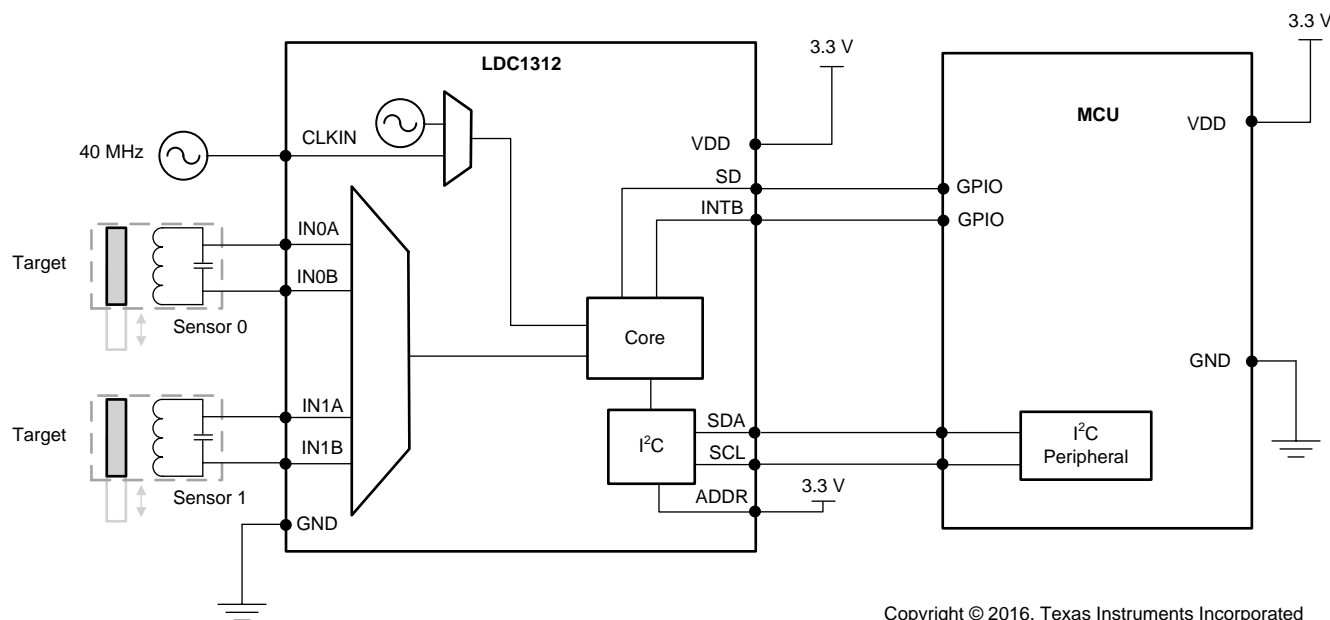 3.3 V
3.3 V
LDC1312
MCU
40 MHz
CLKIN
VDD
VDD
SD
GPIO
INTB
GPIO
IN0A
Target
IN0B
Sensor 0
Core
GND
IN1A
Target
IN1B
Sensor 1
I²C
SDA
SCL
I²C
Peripheral
ADDR
3.3 V
GND
Copyright © 2016, Texas Instruments Incorporated